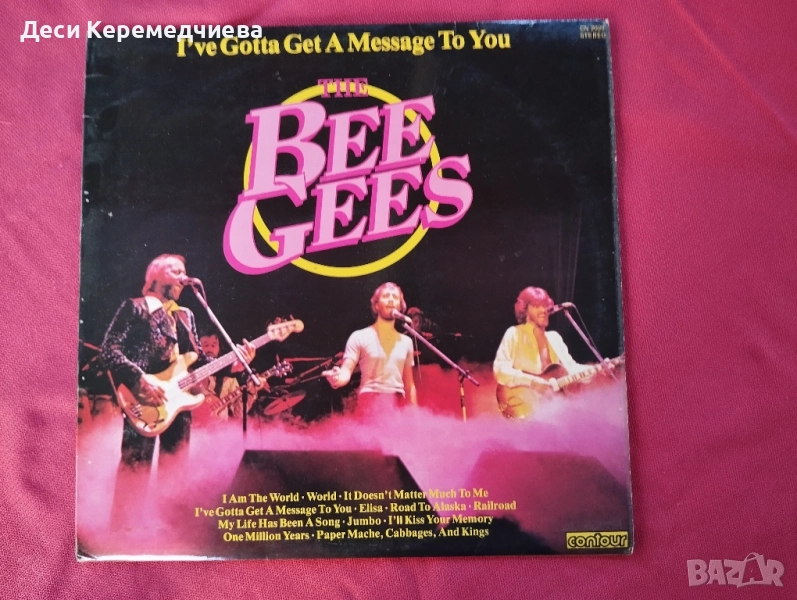 Деси Керемедчиева
I've Gotta Get A Message To You
STEREO
THE
BEE
GEES
I Am The World · World · It Doesn't Matter Much To Me
I've Gotta Get A Message To You · Elisa · Road To Alaska · Railroad
My Life Has Been A Song · Jumbo · I'll Kiss Your Memory
One Million Years · Paper Mache, Cabbages, And Kings
contour
BAZAR